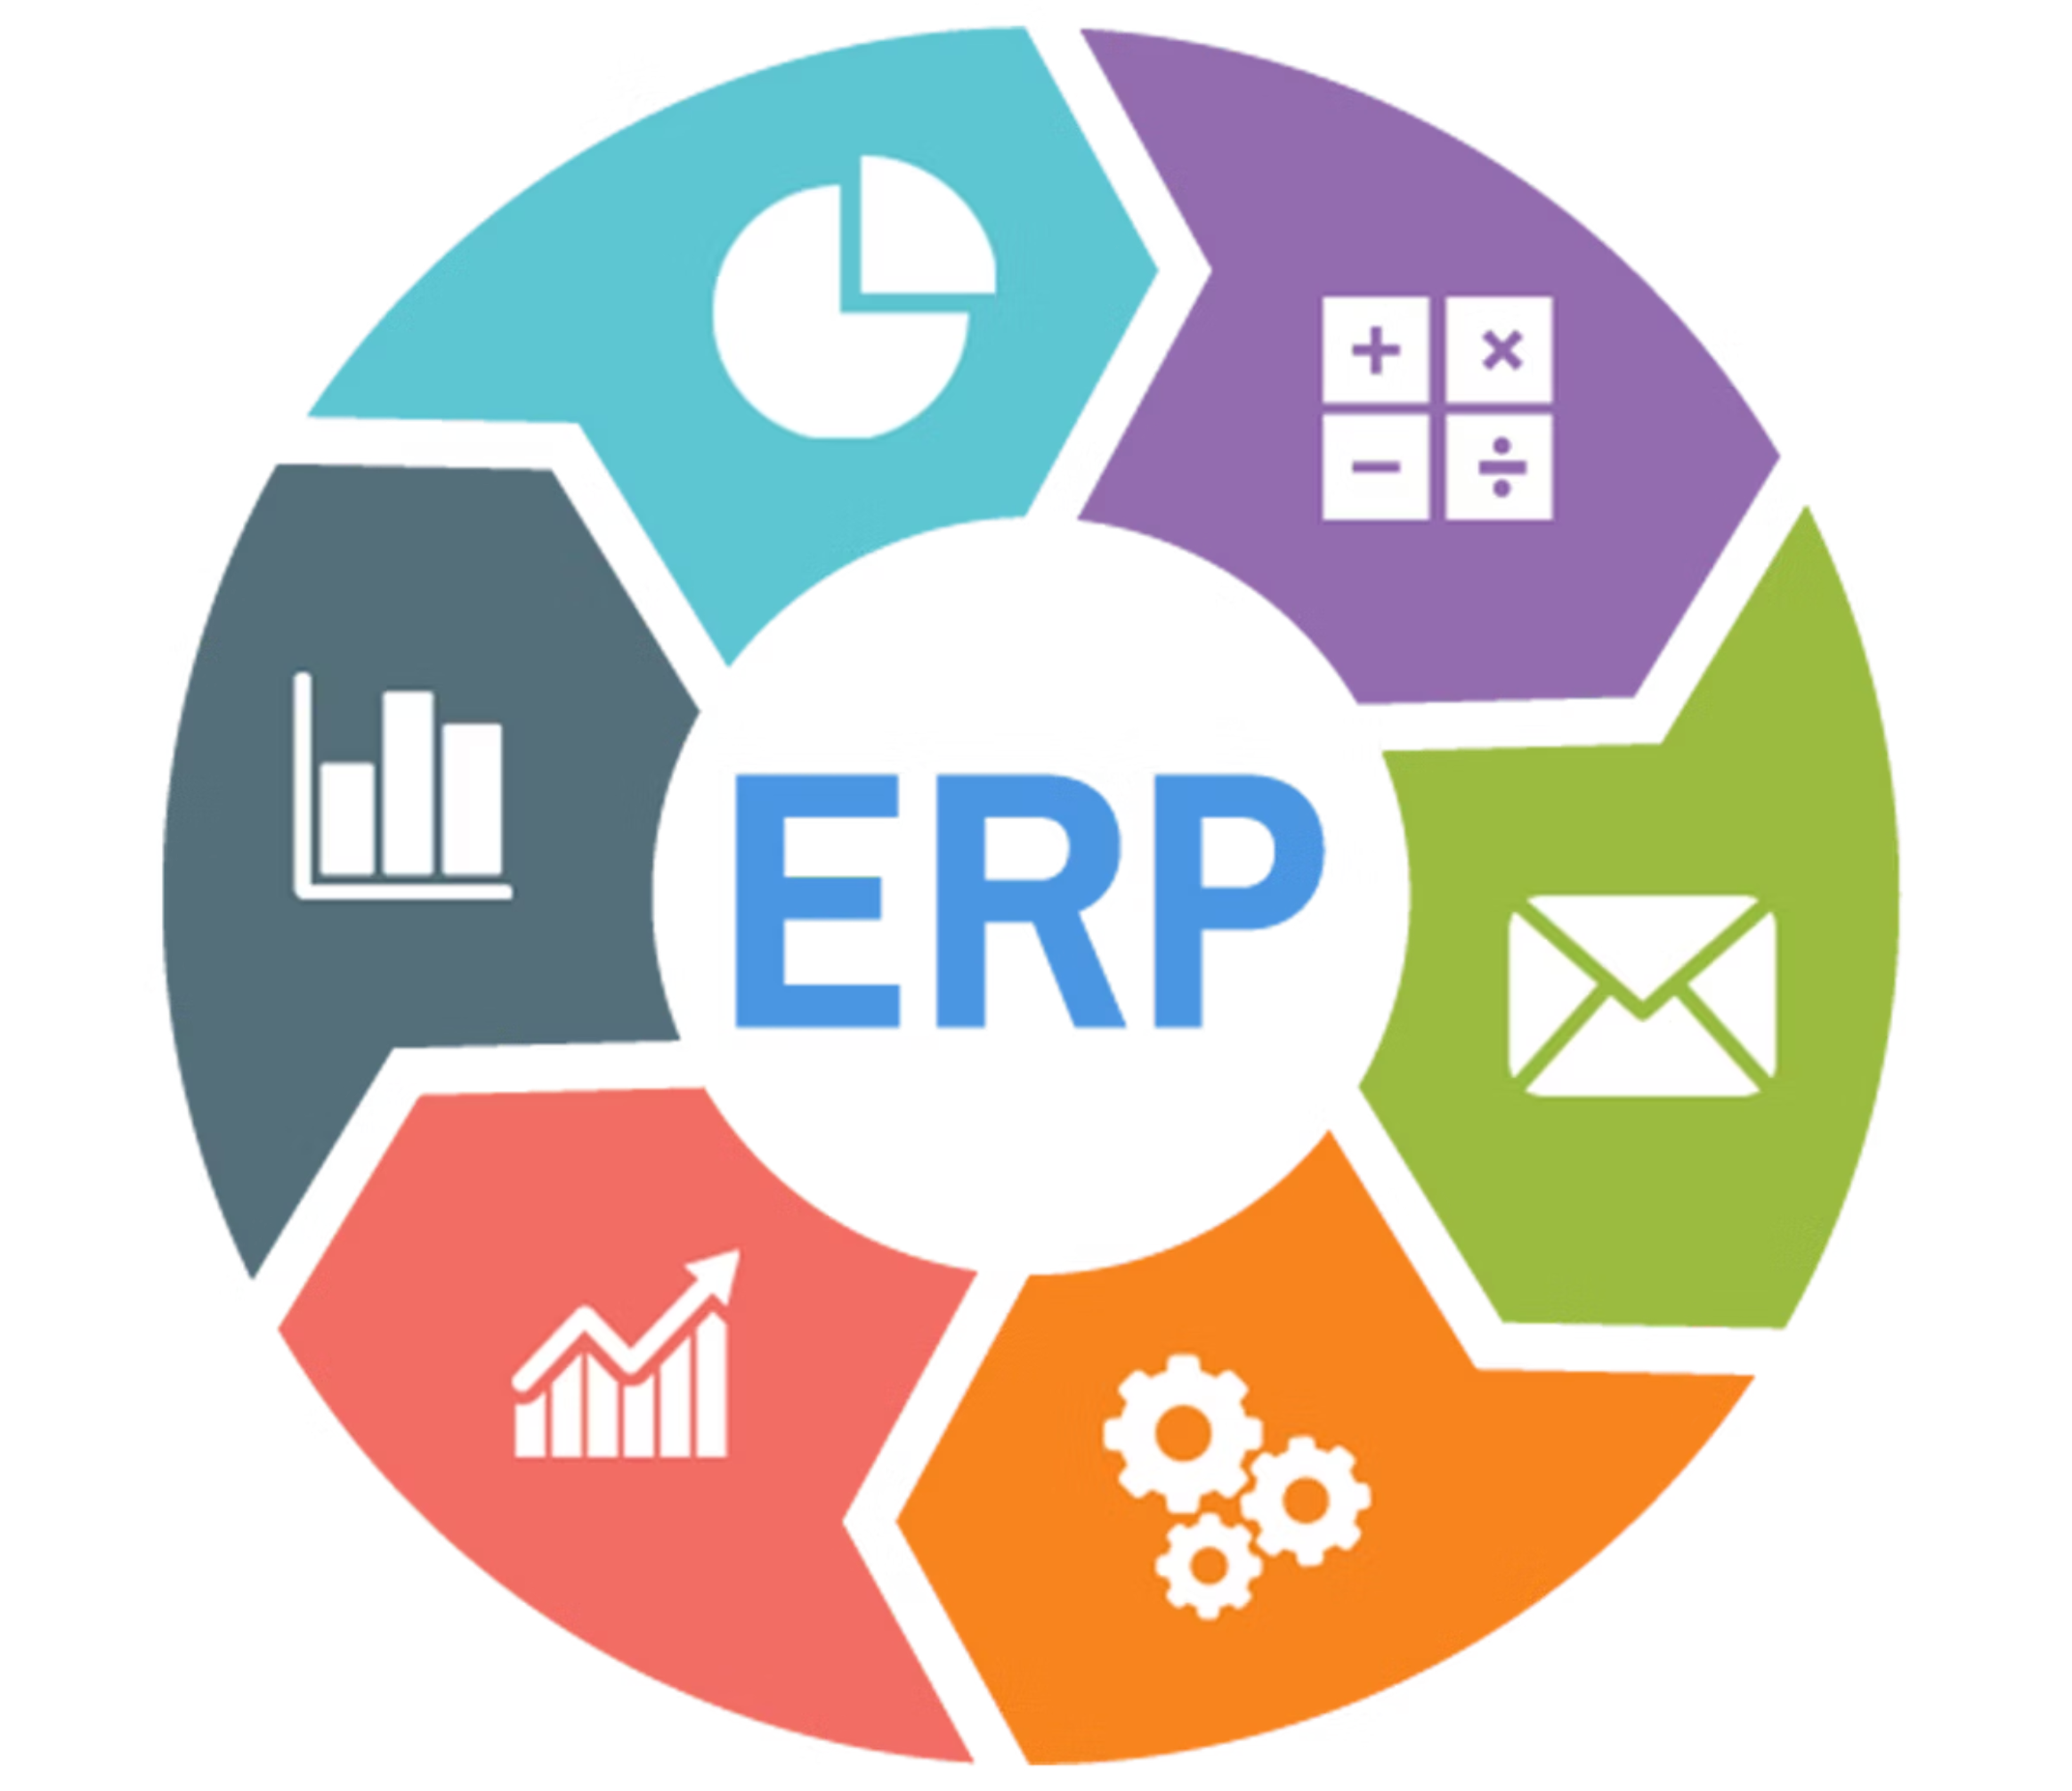 + ×
− ÷
ERP